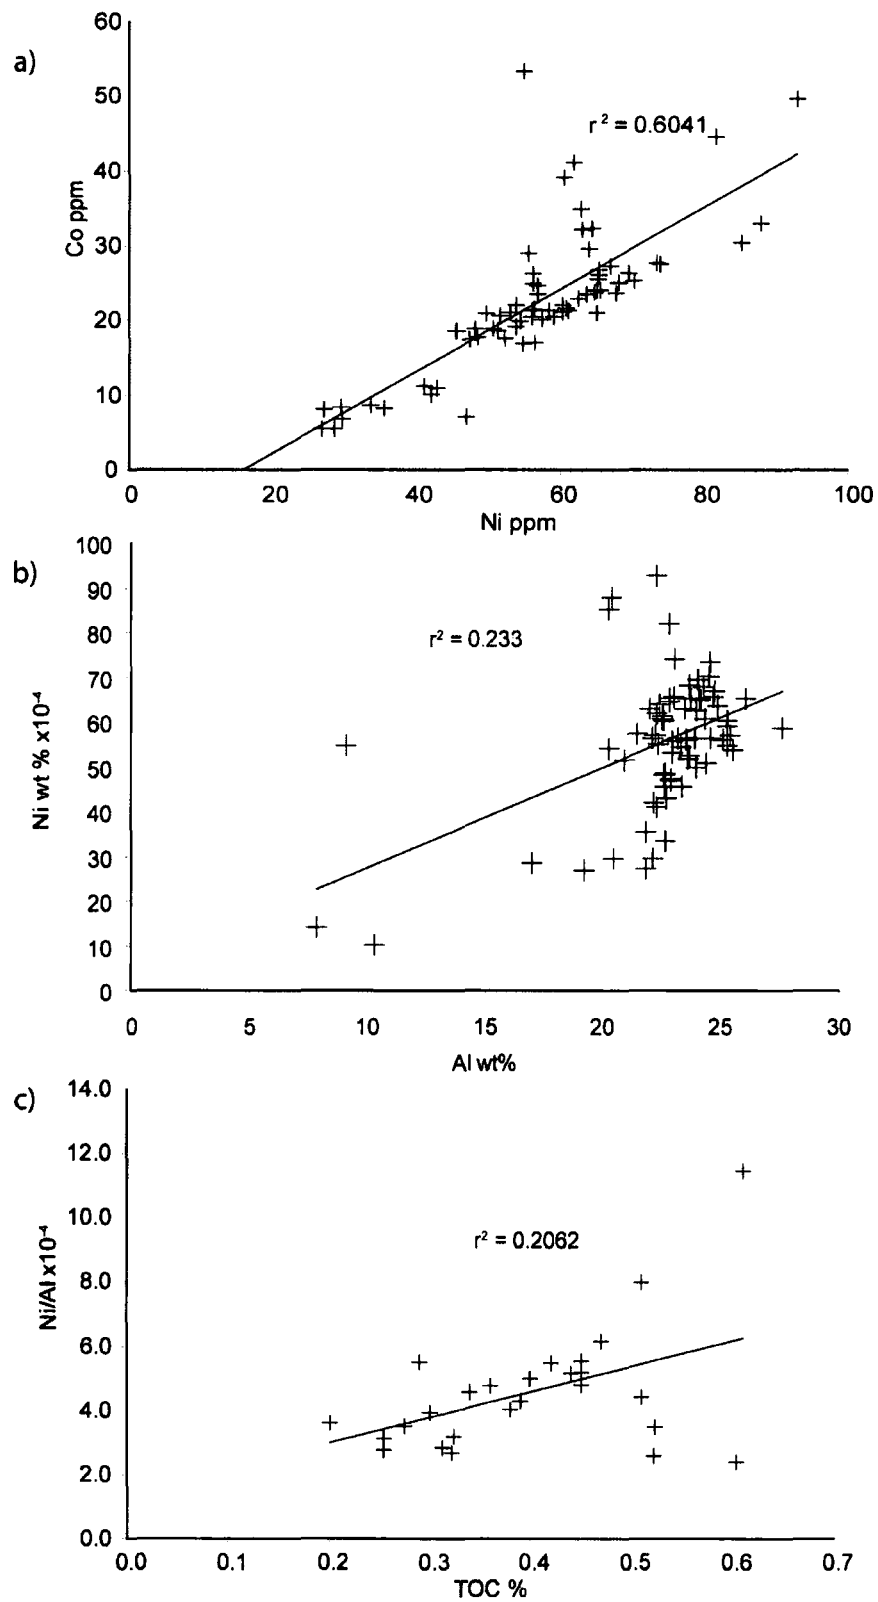 a)
60
50
40
30
20
10
0
Co ppm
r² = 0.6041
0 20 40 60 80 100
Ni ppm
b)
100
90
80
70
60
50
40
30
20
10
0
Ni wt % x10⁻⁴
r² = 0.233
0 5 10 15 20 25 30
Al wt%
c)
14.0
12.0
10.0
8.0
6.0
4.0
2.0
0.0
Ni/Al x10⁻⁴
r² = 0.2062
0.0 0.1 0.2 0.3 0.4 0.5 0.6 0.7
TOC %